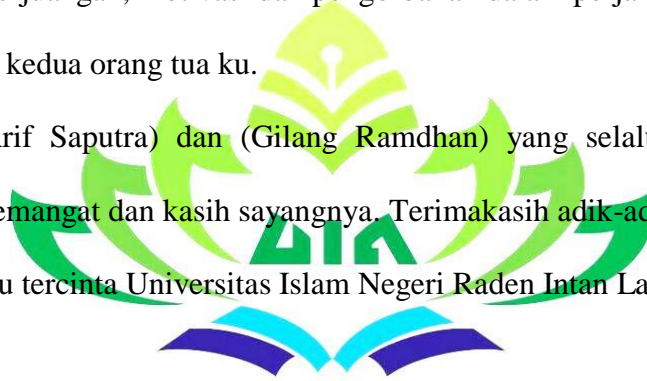 kedua orang tua ku.
arif Saputra) dan (Gilang Ramdhan) yang selalu
emangat dan kasih sayangnya. Terimakasih adik-ad
u tercinta Universitas Islam Negeri Raden Intan La
UIN